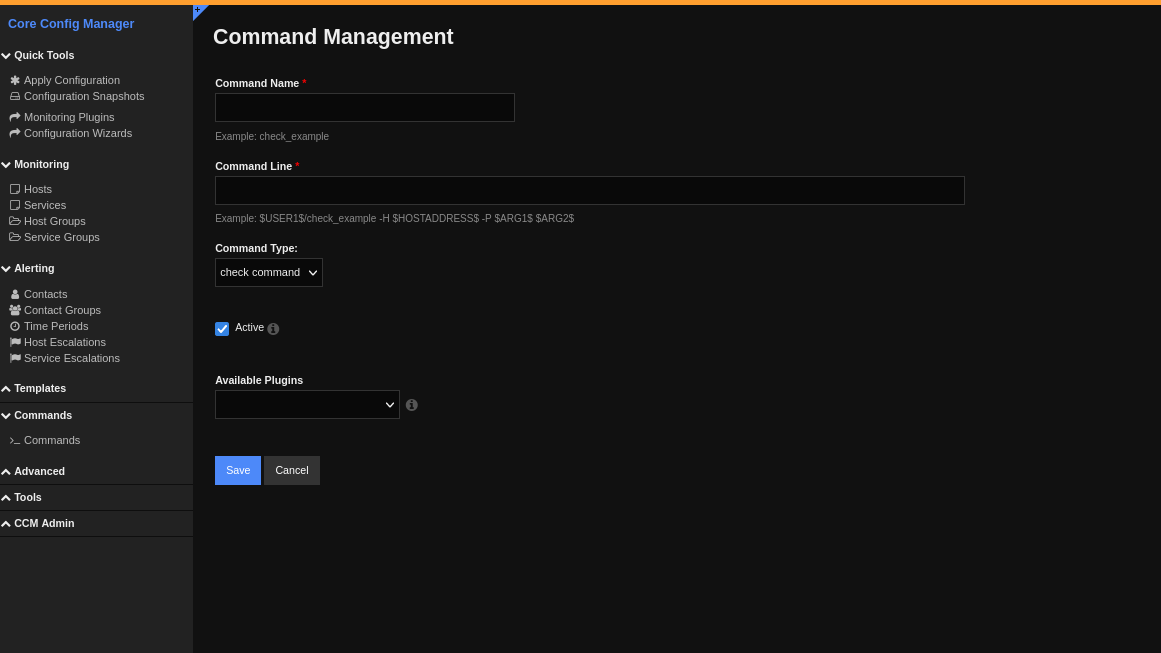 Core Config Manager
Quick Tools
Apply Configuration
Configuration Snapshots
Monitoring Plugins
Configuration Wizards
Monitoring
Hosts
Services
Host Groups
Service Groups
Alerting
Contacts
Contact Groups
Time Periods
Host Escalations
Service Escalations
Templates
Commands
Commands
Advanced
Tools
CCM Admin
+
Command Management
Command Name *
Example: check_example
Command Line *
Example: $USER1$/check_example -H $HOSTADDRESS$ -P $ARG1$ $ARG2$
Command Type:
check command
Active
Available Plugins
Save Cancel